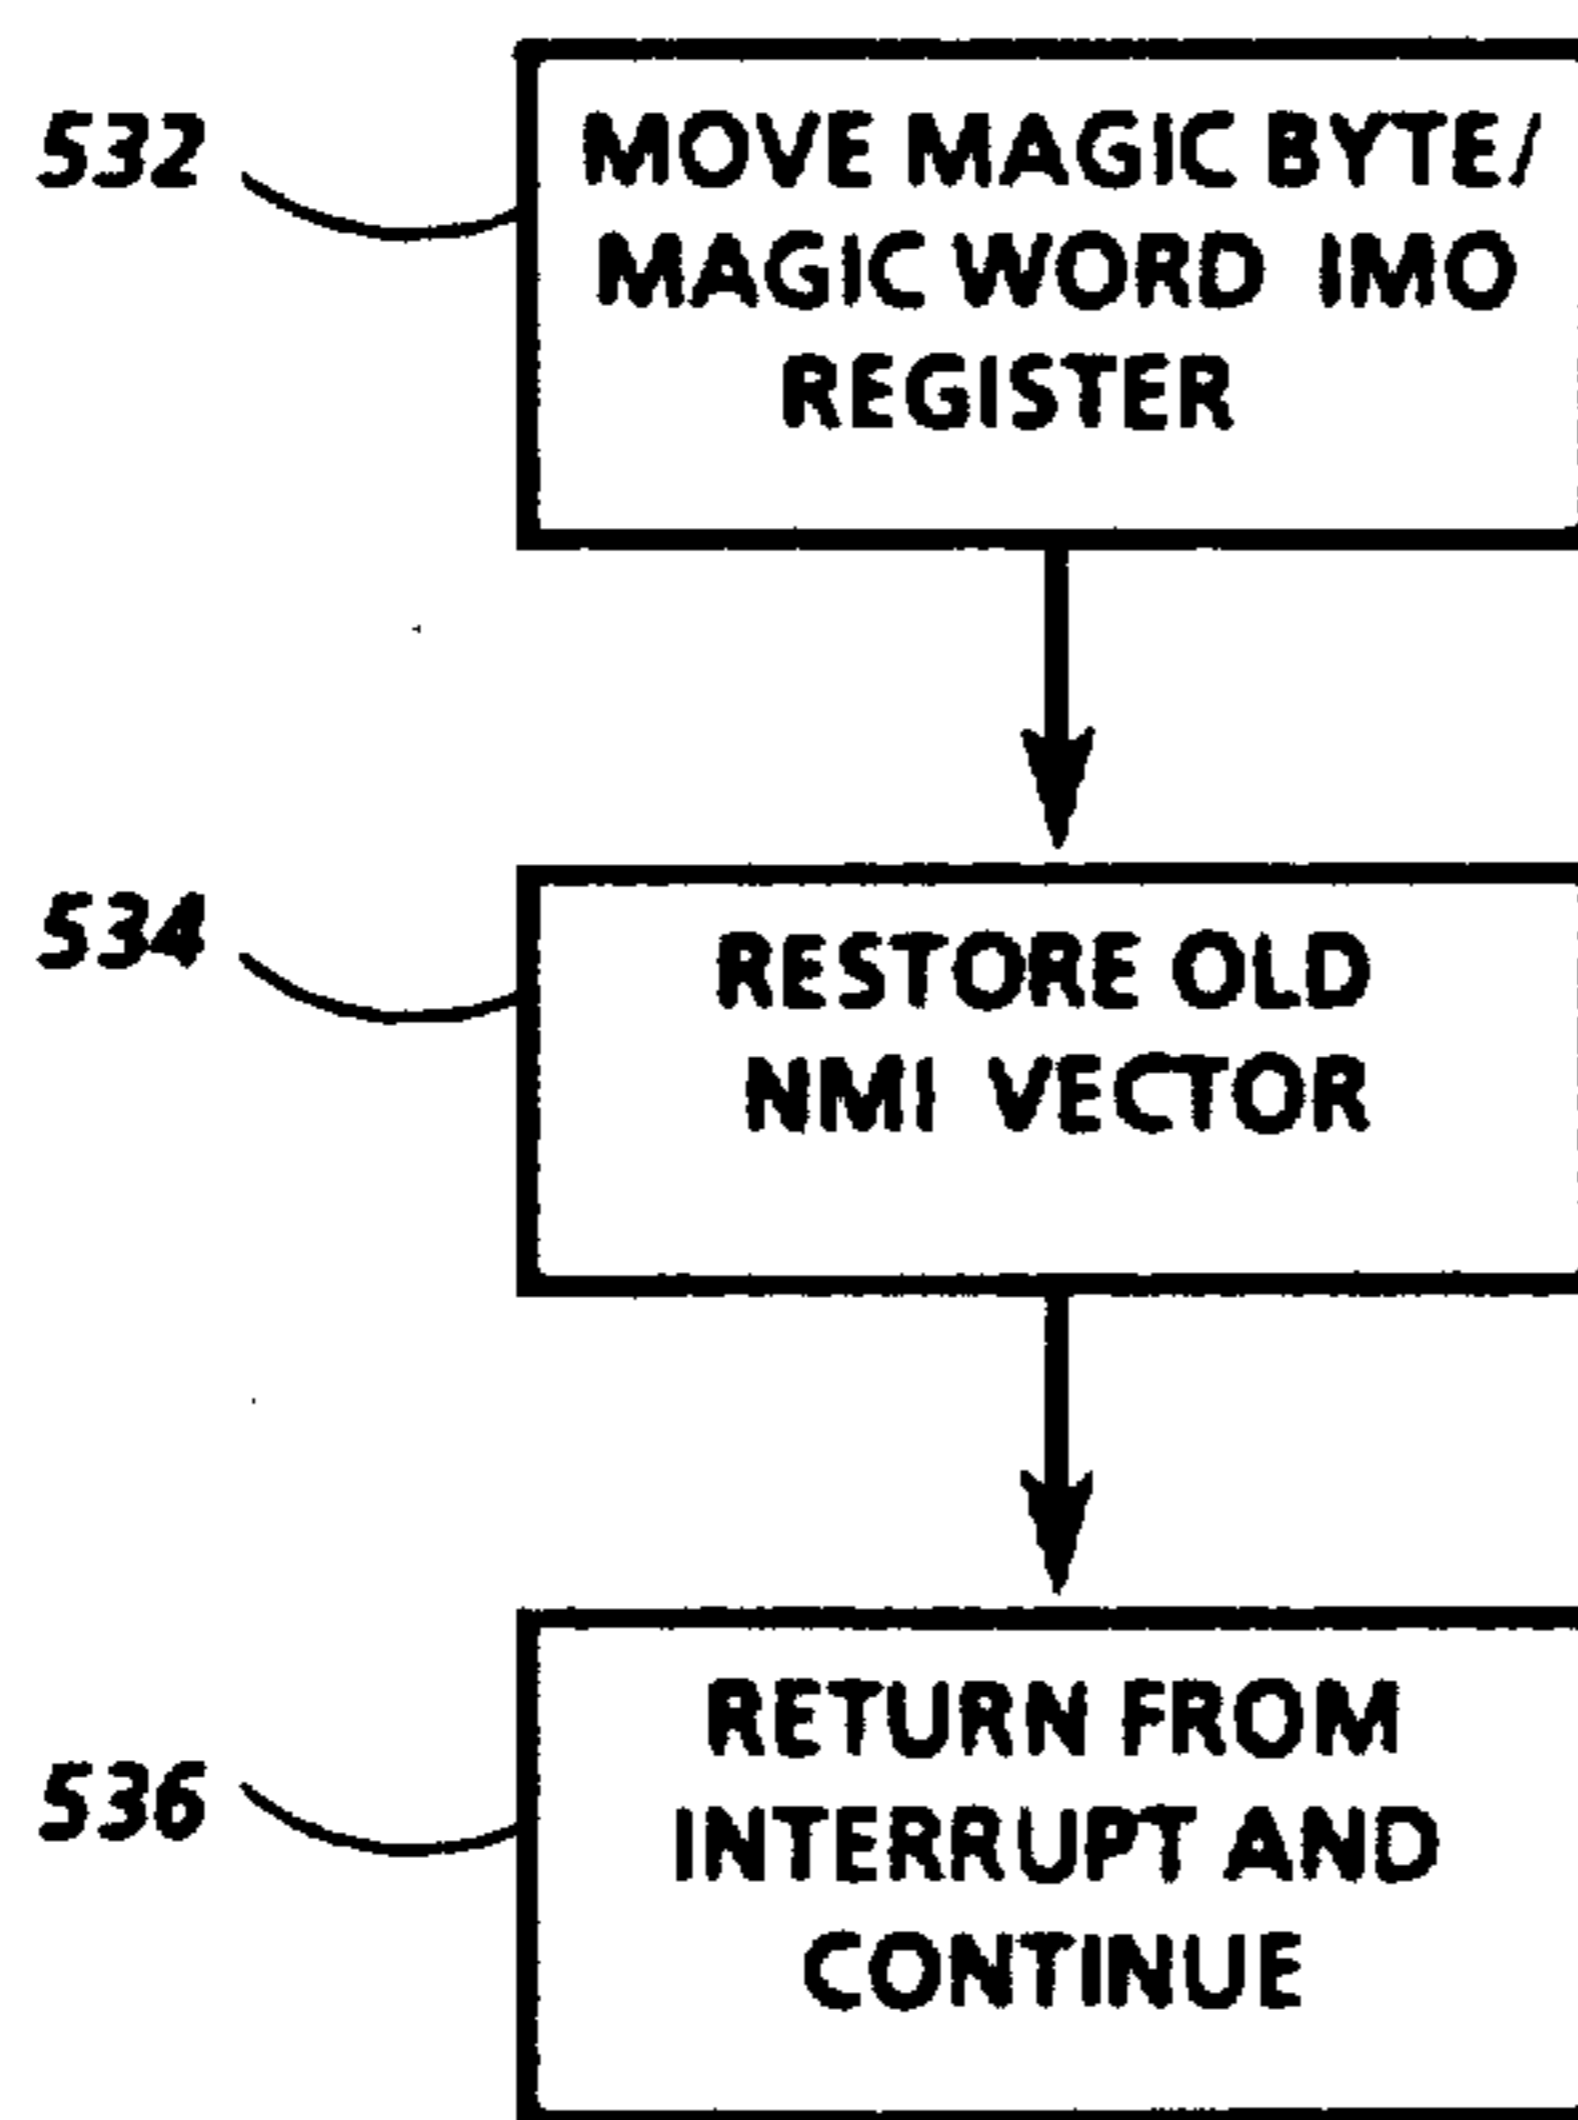 532
MOVE MAGIC BYTE/
MAGIC WORD IMO
REGISTER
534
RESTORE OLD
NMI VECTOR
536
RETURN FROM
INTERRUPT AND
CONTINUE